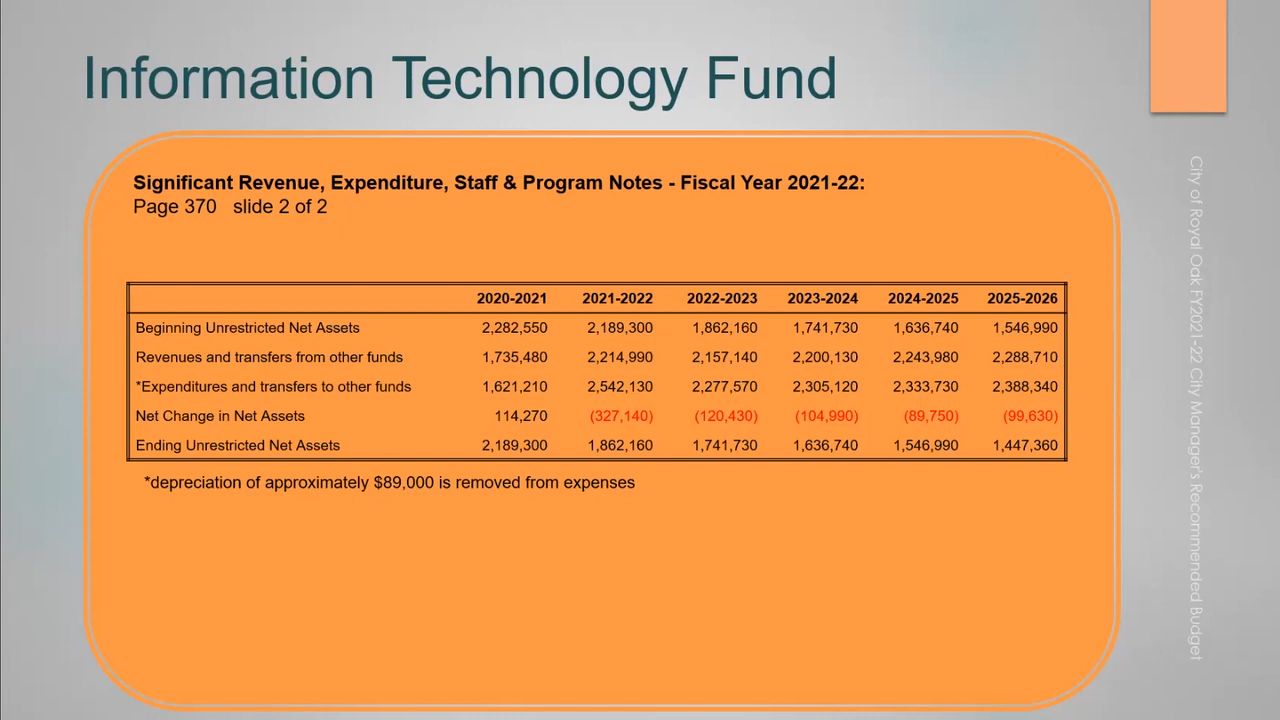 Information Technology Fund
Significant Revenue, Expenditure, Staff & Program Notes - Fiscal Year 2021-22:
Page 370 slide 2 of 2
2020-2021 2021-2022 2022-2023 2023-2024 2024-2025 2025-2026
Beginning Unrestricted Net Assets 2,282,550 2,189,300 1,862,160 1,741,730 1,636,740 1,546,990
Revenues and transfers from other funds 1,735,480 2,214,990 2,157,140 2,200,130 2,243,980 2,288,710
*Expenditures and transfers to other funds 1,621,210 2,542,130 2,277,570 2,305,120 2,333,730 2,388,340
Net Change in Net Assets 114,270 (327,140) (120,430) (104,990) (89,750) (99,630)
Ending Unrestricted Net Assets 2,189,300 1,862,160 1,741,730 1,636,740 1,546,990 1,447,360
*depreciation of approximately $89,000 is removed from expenses
City of Royal Oak FY2021-22 City Manager's Recommended Budget